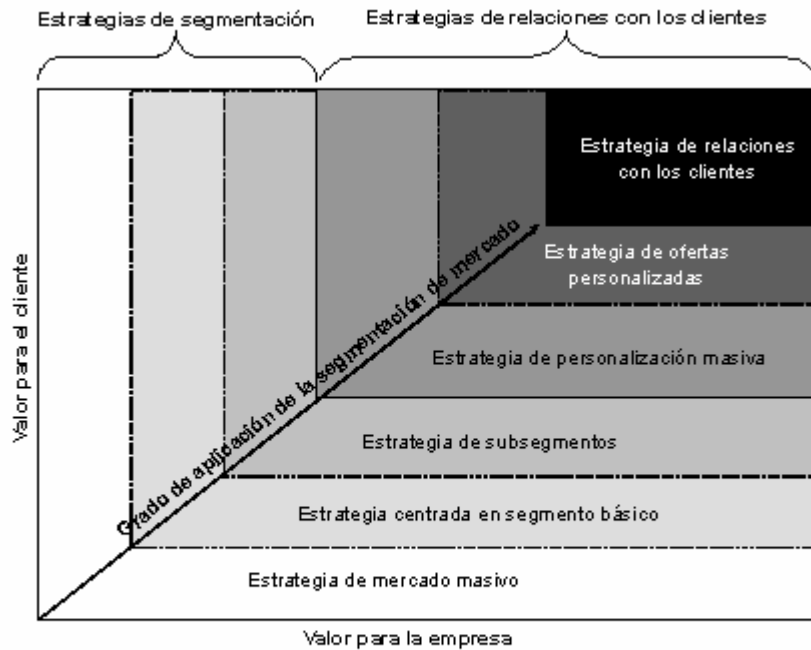 Estrategias de segmentación
Estrategias de relaciones con los clientes
Estrategia de relaciones
con los clientes
Estrategia de ofertas
personalizadas
Estrategia de personalización masiva
Estrategia de subsegmentos
Estrategia centrada en segmento básico
Estrategia de mercado masivo
Grado de aplicación de la segmentación de mercado
Valor para el cliente
Valor para la empresa